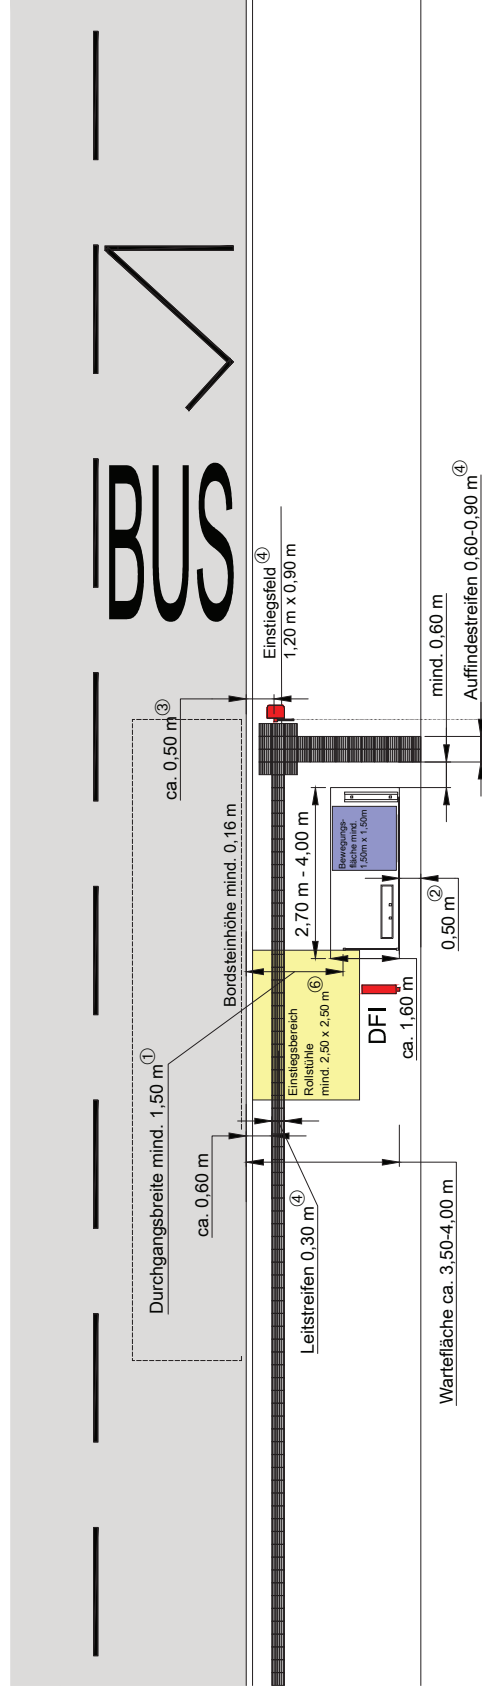 BUS
ca. 0,50 m ③
Einstiegsfeld ④
1,20 m x 0,90 m
Auffindestreifen 0,60-0,90 m ④
mind. 0,60 m
Bordsteinhöhe mind. 0,16 m
2,70 m - 4,00 m
Bewegungs-
fläche mind.
1,50m x 1,50m
0,50 m ②
Durchgangsbreite mind. 1,50 m ①
ca. 0,60 m
Einstiegsbereich
Rollstühle
mind. 2,50 x 2,50 m ⑥
DFI
ca. 1,60 m
Leitstreifen 0,30 m ④
Wartefläche ca. 3,50-4,00 m